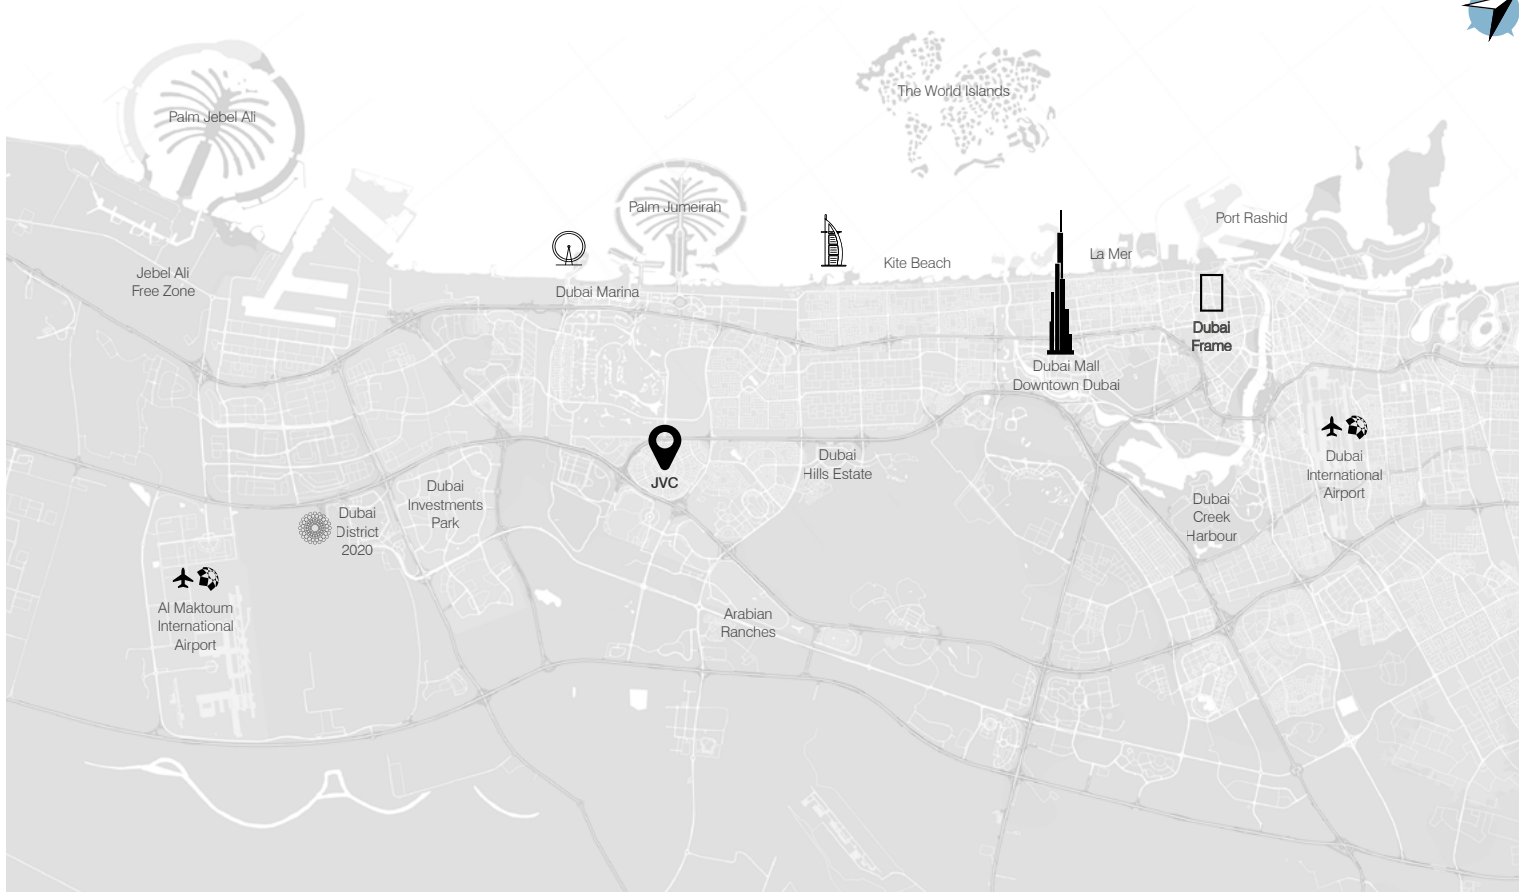 The World Islands
Palm Jebel Ali
Palm Jumeirah
Port Rashid
La Mer
Kite Beach
Jebel Ali
Free Zone
Dubai Marina
Dubai
Frame
Dubai Mall
Downtown Dubai
Dubai
Hills Estate
Dubai
International
Airport
JVC
Dubai
Investments
Park
Dubai
Creek
Harbour
Dubai
District
2020
Al Maktoum
International
Airport
Arabian
Ranches